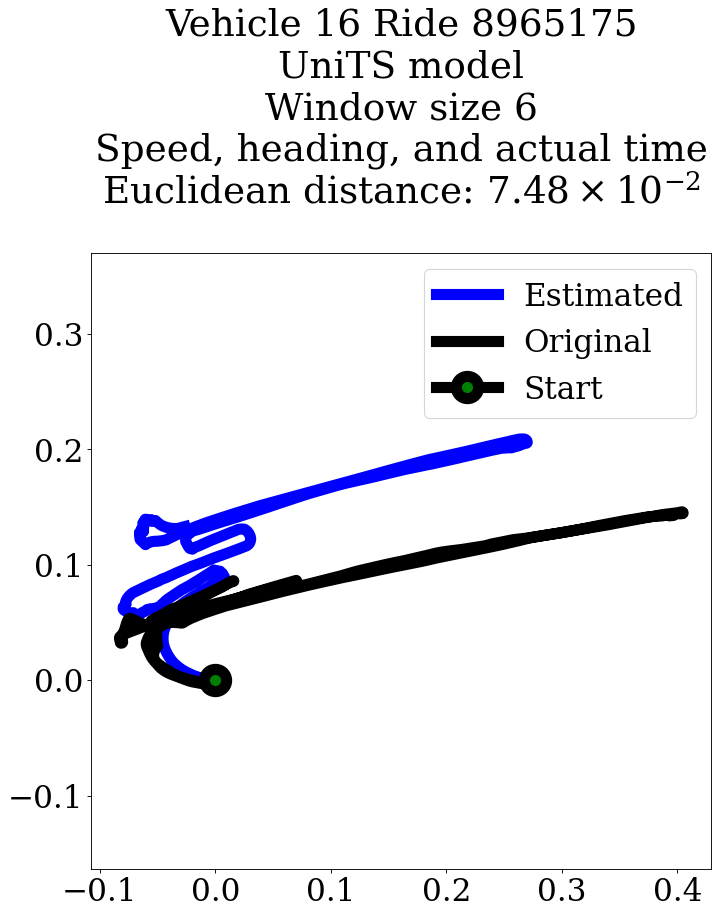 Vehicle 16 Ride 8965175
UniTS model
Window size 6
Speed, heading, and actual time
Euclidean distance: 7.48 × 10⁻²
Estimated
Original
Start
0.3
0.2
0.1
0.0
−0.1
−0.1 0.0 0.1 0.2 0.3 0.4